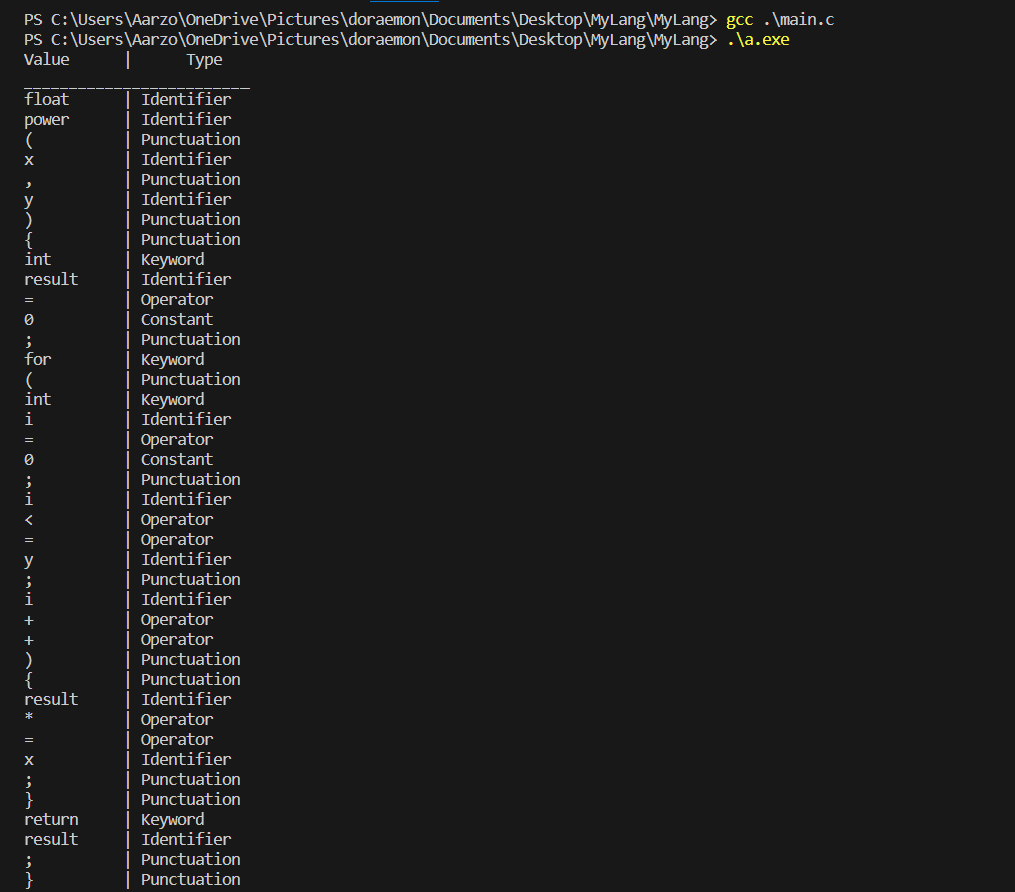 PS C:\Users\Aarzo\OneDrive\Pictures\doraemon\Documents\Desktop\MyLang\MyLang> gcc .\main.c
PS C:\Users\Aarzo\OneDrive\Pictures\doraemon\Documents\Desktop\MyLang\MyLang> .\a.exe
Value      |      Type
_________________________
float      | Identifier
power      | Identifier
(          | Punctuation
x          | Identifier
,          | Punctuation
y          | Identifier
)          | Punctuation
{          | Punctuation
int        | Keyword
result     | Identifier
=          | Operator
0          | Constant
;          | Punctuation
for        | Keyword
(          | Punctuation
int        | Keyword
i          | Identifier
=          | Operator
0          | Constant
;          | Punctuation
i          | Identifier
<          | Operator
=          | Operator
y          | Identifier
;          | Punctuation
i          | Identifier
+          | Operator
+          | Operator
)          | Punctuation
{          | Punctuation
result     | Identifier
*          | Operator
=          | Operator
x          | Identifier
;          | Punctuation
}          | Punctuation
return     | Keyword
result     | Identifier
;          | Punctuation
}          | Punctuation